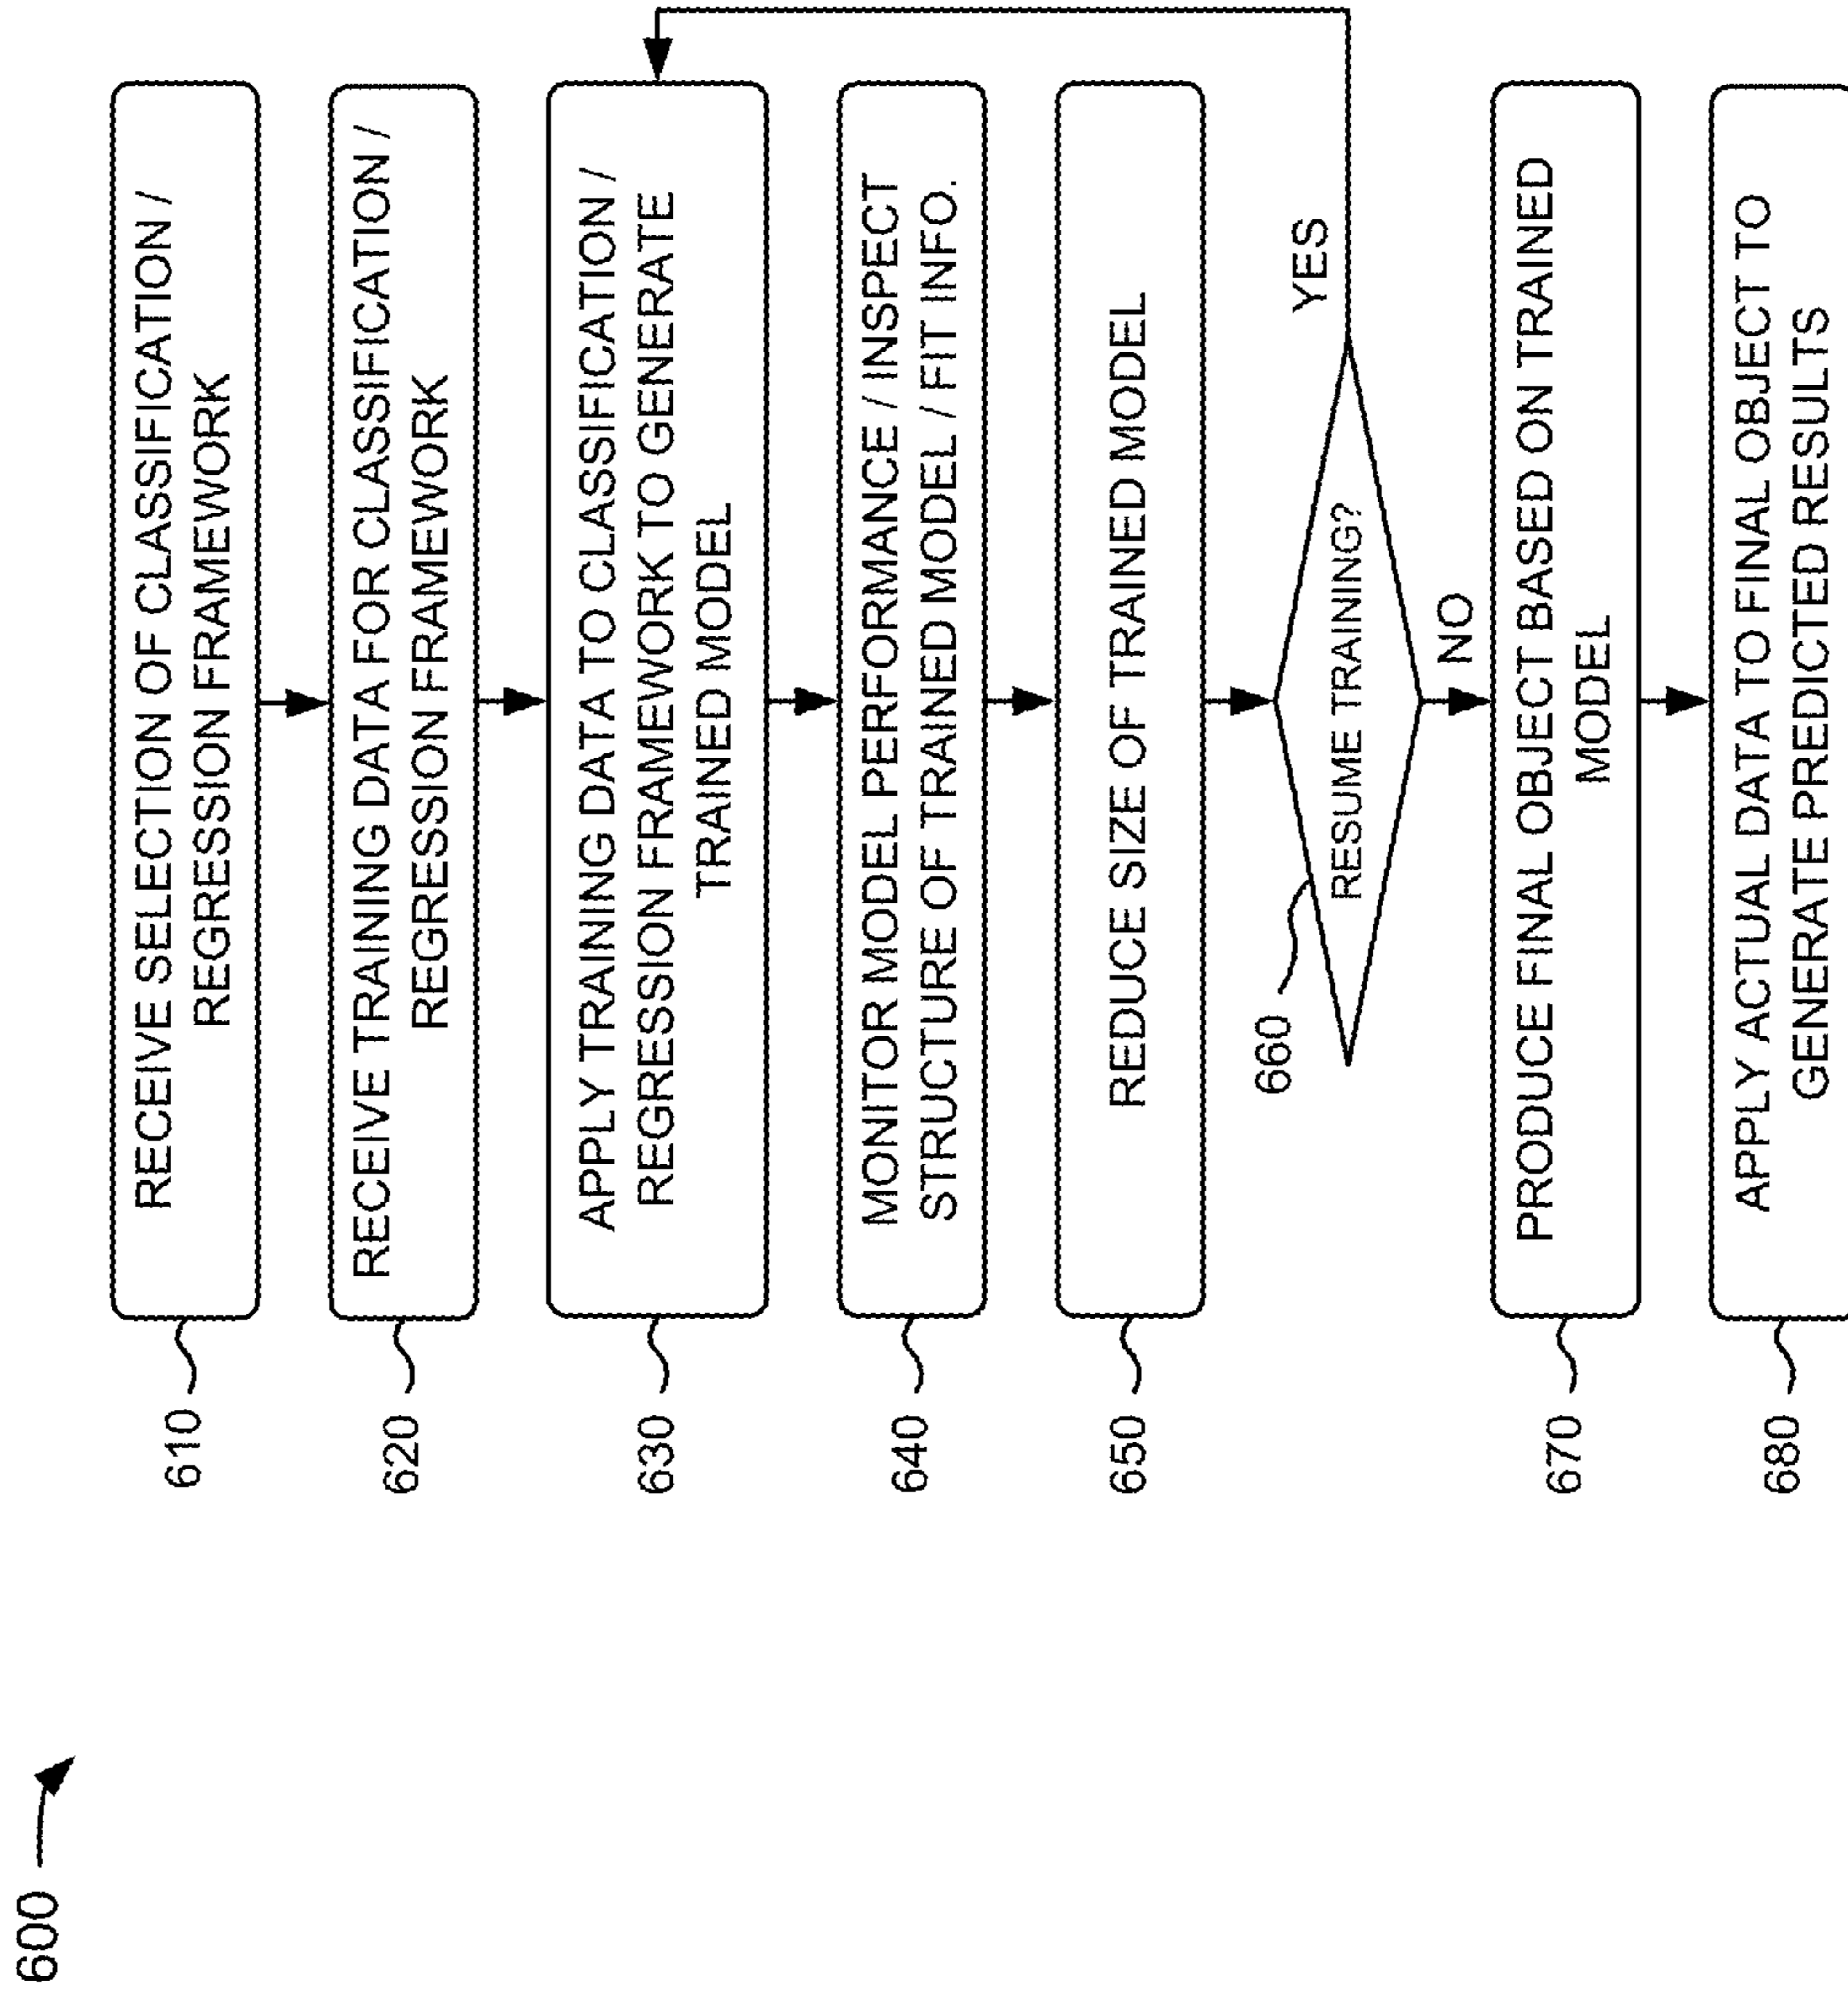 600
610
RECEIVE SELECTION OF CLASSIFICATION /
REGRESSION FRAMEWORK
620
RECEIVE TRAINING DATA FOR CLASSIFICATION /
REGRESSION FRAMEWORK
630
APPLY TRAINING DATA TO CLASSIFICATION /
REGRESSION FRAMEWORK TO GENERATE
TRAINED MODEL
640
MONITOR MODEL PERFORMANCE / INSPECT
STRUCTURE OF TRAINED MODEL / FIT INFO.
650
REDUCE SIZE OF TRAINED MODEL
660
RESUME TRAINING?
YES
NO
670
PRODUCE FINAL OBJECT BASED ON TRAINED
MODEL
680
APPLY ACTUAL DATA TO FINAL OBJECT TO
GENERATE PREDICTED RESULTS